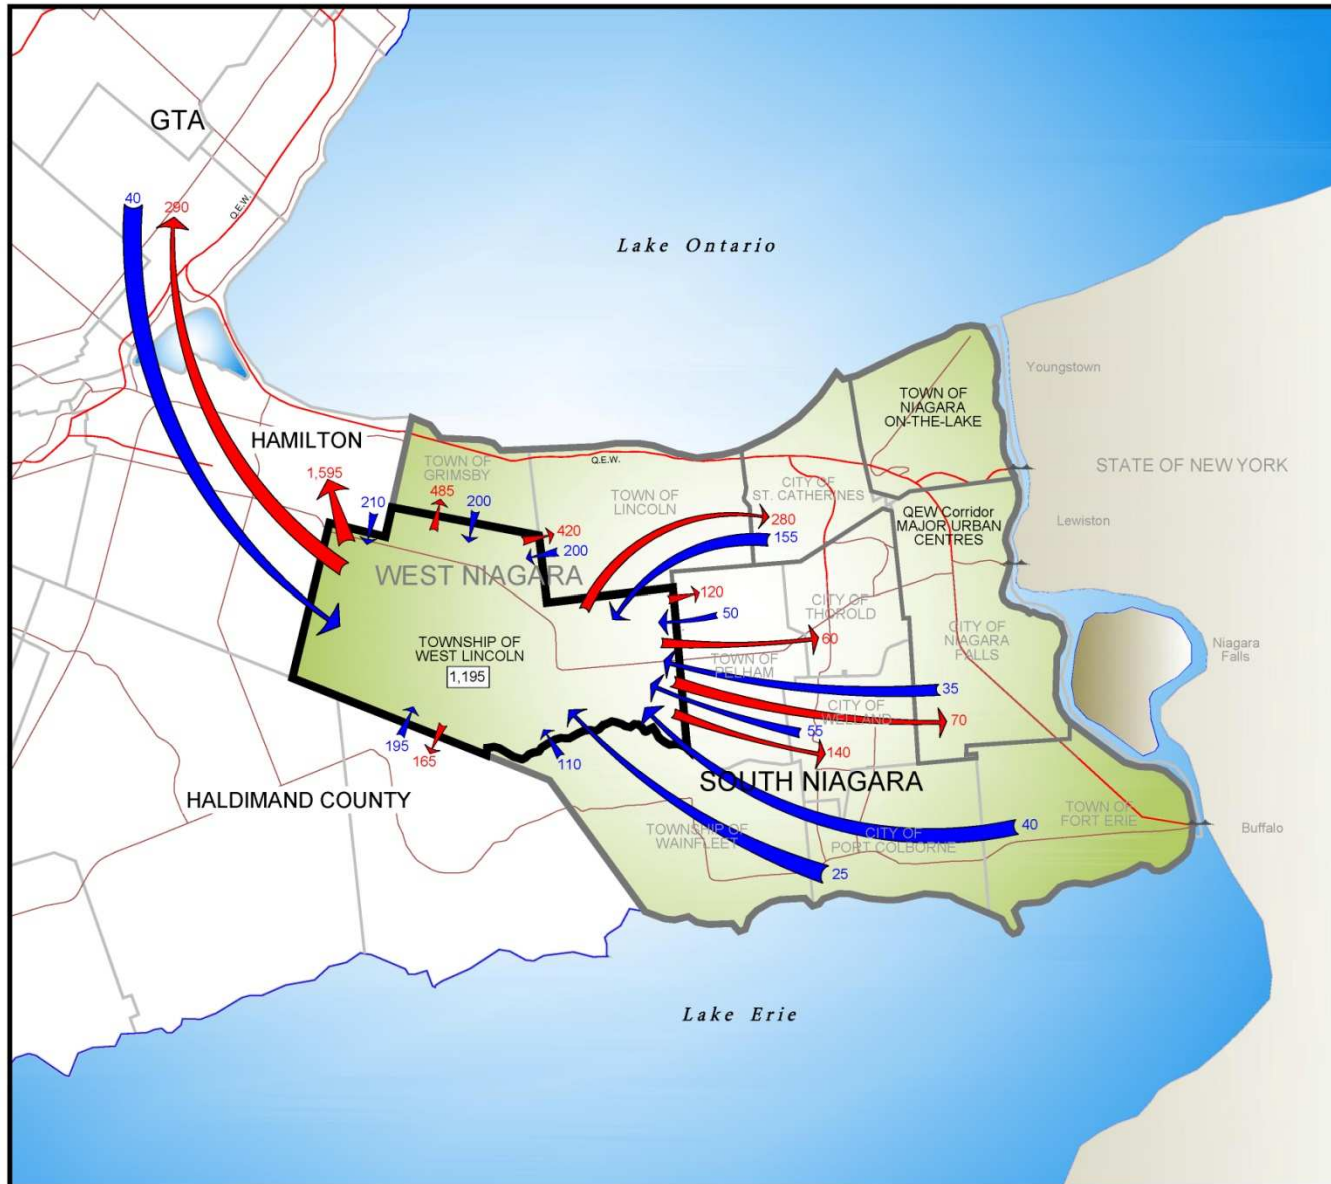 GTA
40
290
Q.E.W.
Lake Ontario
Youngstown
TOWN OF
NIAGARA
ON-THE-LAKE
HAMILTON
TOWN OF
GRIMSBY
Q.E.W.
STATE OF NEW YORK
1,595
210
485
200
TOWN OF
LINCOLN
CITY OF
ST. CATHERINES
QEW Corridor
MAJOR URBAN
CENTRES
Lewiston
420
200
280
155
WEST NIAGARA
120
50
CITY OF
THOROLD
60
CITY OF
NIAGARA
FALLS
Niagara
Falls
TOWNSHIP OF
WEST LINCOLN
1,195
TOWN OF
PELHAM
35
CITY OF
WELLAND
70
55
140
195
165
110
SOUTH NIAGARA
HALDIMAND COUNTY
TOWNSHIP OF
WAINFLEET
CITY OF
PORT COLBORNE
40
TOWN OF
FORT ERIE
Buffalo
25
Lake Erie